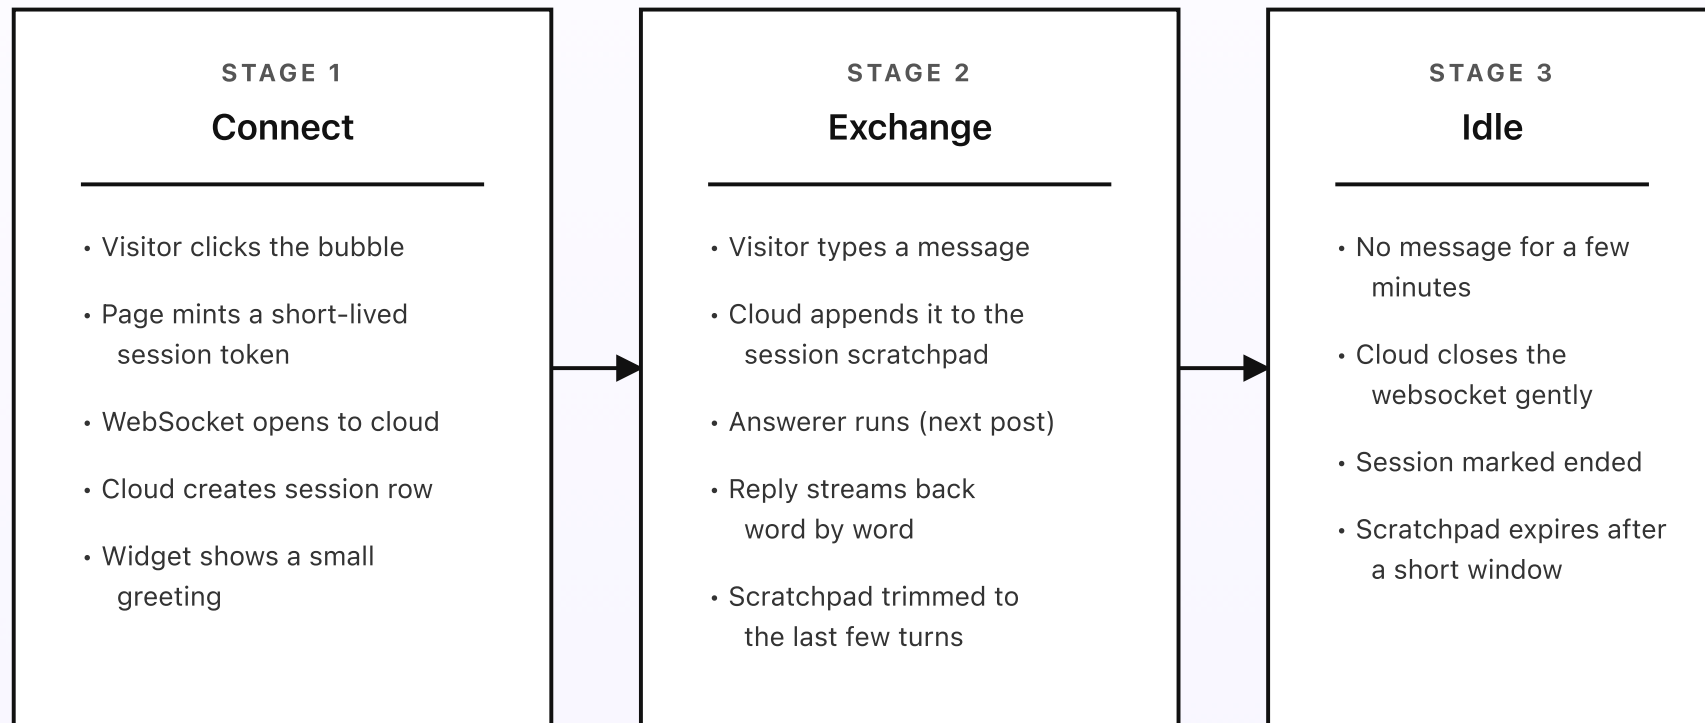 STAGE 1
Connect
• Visitor clicks the bubble
• Page mints a short-lived
session token
• WebSocket opens to cloud
• Cloud creates session row
• Widget shows a small
greeting
STAGE 2
Exchange
• Visitor types a message
• Cloud appends it to the
session scratchpad
• Answerer runs (next post)
• Reply streams back
word by word
• Scratchpad trimmed to
the last few turns
STAGE 3
Idle
• No message for a few
minutes
• Cloud closes the
websocket gently
• Session marked ended
• Scratchpad expires after
a short window